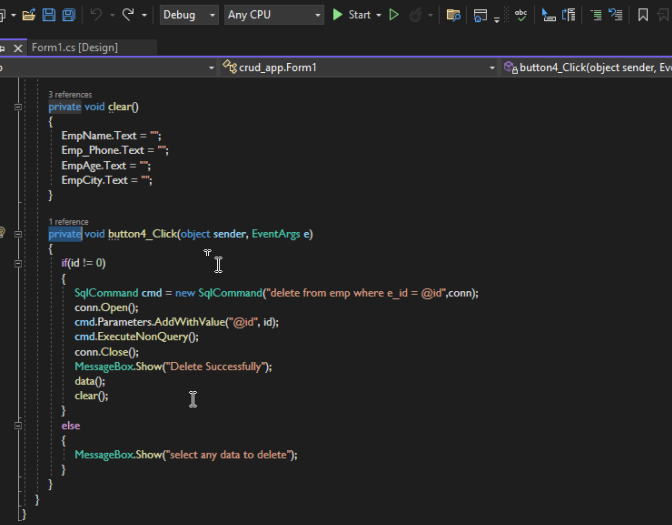 Debug Any CPU Start
Form1.cs [Design]
crud_app.Form1 button4_Click(object sender, Eve
3 references
private void clear()
{
EmpName.Text = "";
Emp_Phone.Text = "";
EmpAge.Text = "";
EmpCity.Text = "";
}
1 reference
private void button4_Click(object sender, EventArgs e)
{
if(id != 0)
{
SqlCommand cmd = new SqlCommand("delete from emp where e_id = @id",conn);
conn.Open();
cmd.Parameters.AddWithValue("@id", id);
cmd.ExecuteNonQuery();
conn.Close();
MessageBox.Show("Delete Successfully");
data();
clear();
}
else
{
MessageBox.Show("select any data to delete");
}
}
}
}